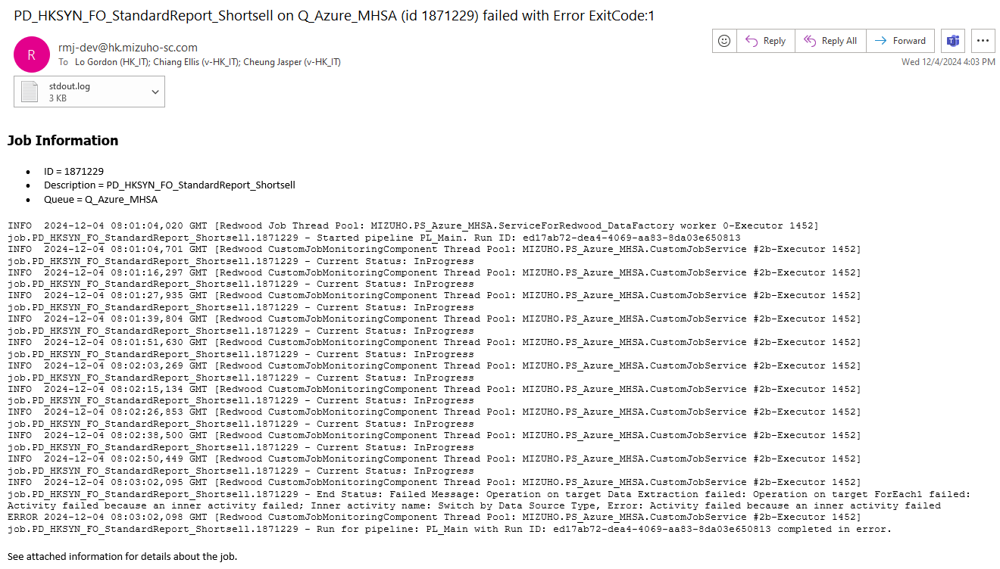 PD_HKSYN_FO_StandardReport_Shortsell on Q_Azure_MHSA (id 1871229) failed with Error ExitCode:1
R
rmj-dev@hk.mizuho-sc.com
To Lo Gordon (HK_IT); Chiang Ellis (v-HK_IT); Cheung Jasper (v-HK_IT)
Reply
Reply All
Forward
Wed 12/4/2024 4:03 PM
stdout.log
3 KB
Job Information
• ID = 1871229
• Description = PD_HKSYN_FO_StandardReport_Shortsell
• Queue = Q_Azure_MHSA
INFO  2024-12-04 08:01:04,020 GMT [Redwood Job Thread Pool: MIZUHO.PS_Azure_MHSA.ServiceForRedwood_DataFactory worker 0-Executor 1452]
job.PD_HKSYN_FO_StandardReport_Shortsell.1871229 - Started pipeline PL_Main. Run ID: ed17ab72-dea4-4069-aa83-8da03e650813
INFO  2024-12-04 08:01:04,701 GMT [Redwood CustomJobMonitoringComponent Thread Pool: MIZUHO.PS_Azure_MHSA.CustomJobService #2b-Executor 1452]
job.PD_HKSYN_FO_StandardReport_Shortsell.1871229 - Current Status: InProgress
INFO  2024-12-04 08:01:16,297 GMT [Redwood CustomJobMonitoringComponent Thread Pool: MIZUHO.PS_Azure_MHSA.CustomJobService #2b-Executor 1452]
job.PD_HKSYN_FO_StandardReport_Shortsell.1871229 - Current Status: InProgress
INFO  2024-12-04 08:01:27,935 GMT [Redwood CustomJobMonitoringComponent Thread Pool: MIZUHO.PS_Azure_MHSA.CustomJobService #2b-Executor 1452]
job.PD_HKSYN_FO_StandardReport_Shortsell.1871229 - Current Status: InProgress
INFO  2024-12-04 08:01:39,804 GMT [Redwood CustomJobMonitoringComponent Thread Pool: MIZUHO.PS_Azure_MHSA.CustomJobService #2b-Executor 1452]
job.PD_HKSYN_FO_StandardReport_Shortsell.1871229 - Current Status: InProgress
INFO  2024-12-04 08:01:51,630 GMT [Redwood CustomJobMonitoringComponent Thread Pool: MIZUHO.PS_Azure_MHSA.CustomJobService #2b-Executor 1452]
job.PD_HKSYN_FO_StandardReport_Shortsell.1871229 - Current Status: InProgress
INFO  2024-12-04 08:02:03,269 GMT [Redwood CustomJobMonitoringComponent Thread Pool: MIZUHO.PS_Azure_MHSA.CustomJobService #2b-Executor 1452]
job.PD_HKSYN_FO_StandardReport_Shortsell.1871229 - Current Status: InProgress
INFO  2024-12-04 08:02:15,134 GMT [Redwood CustomJobMonitoringComponent Thread Pool: MIZUHO.PS_Azure_MHSA.CustomJobService #2b-Executor 1452]
job.PD_HKSYN_FO_StandardReport_Shortsell.1871229 - Current Status: InProgress
INFO  2024-12-04 08:02:26,853 GMT [Redwood CustomJobMonitoringComponent Thread Pool: MIZUHO.PS_Azure_MHSA.CustomJobService #2b-Executor 1452]
job.PD_HKSYN_FO_StandardReport_Shortsell.1871229 - Current Status: InProgress
INFO  2024-12-04 08:02:38,500 GMT [Redwood CustomJobMonitoringComponent Thread Pool: MIZUHO.PS_Azure_MHSA.CustomJobService #2b-Executor 1452]
job.PD_HKSYN_FO_StandardReport_Shortsell.1871229 - Current Status: InProgress
INFO  2024-12-04 08:02:50,449 GMT [Redwood CustomJobMonitoringComponent Thread Pool: MIZUHO.PS_Azure_MHSA.CustomJobService #2b-Executor 1452]
job.PD_HKSYN_FO_StandardReport_Shortsell.1871229 - Current Status: InProgress
INFO  2024-12-04 08:03:02,095 GMT [Redwood CustomJobMonitoringComponent Thread Pool: MIZUHO.PS_Azure_MHSA.CustomJobService #2b-Executor 1452]
job.PD_HKSYN_FO_StandardReport_Shortsell.1871229 - End Status: Failed Message: Operation on target Data Extraction failed: Operation on target ForEach1 failed:
Activity failed because an inner activity failed; Inner activity name: Switch by Data Source Type, Error: Activity failed because an inner activity failed
ERROR 2024-12-04 08:03:02,098 GMT [Redwood CustomJobMonitoringComponent Thread Pool: MIZUHO.PS_Azure_MHSA.CustomJobService #2b-Executor 1452]
job.PD_HKSYN_FO_StandardReport_Shortsell.1871229 - Run for pipeline: PL_Main with Run ID: ed17ab72-dea4-4069-aa83-8da03e650813 completed in error.
See attached information for details about the job.